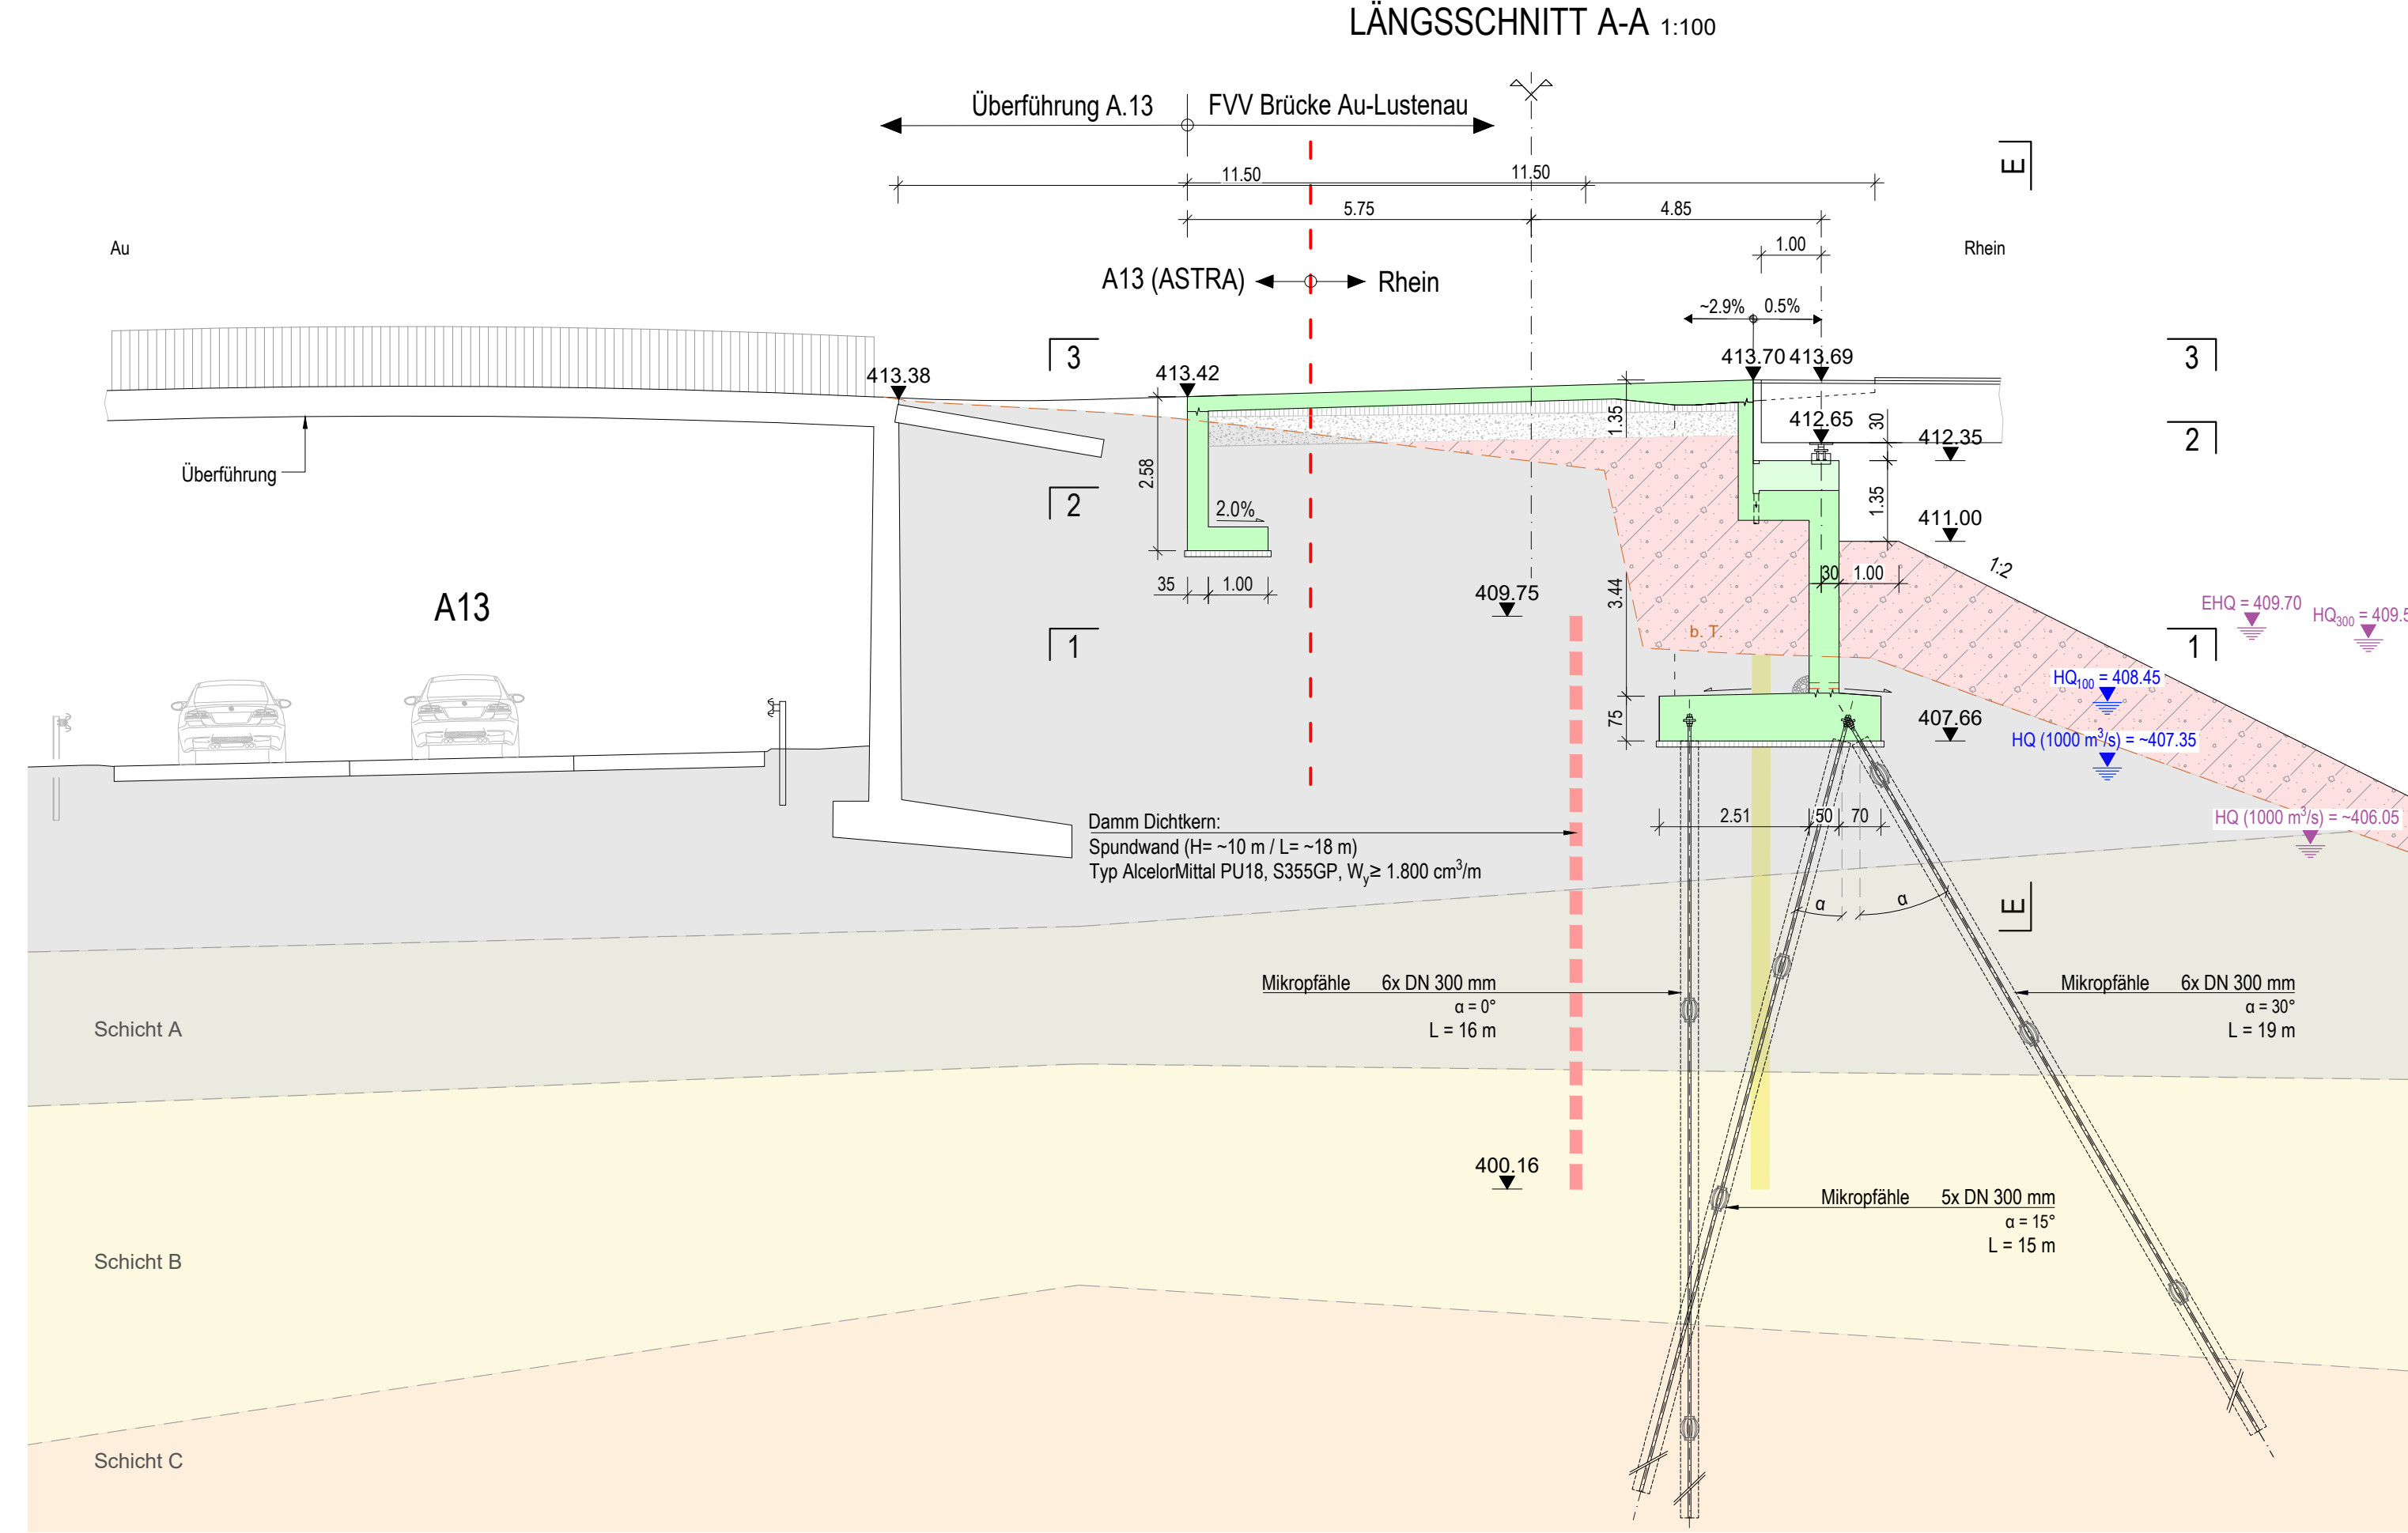 LÄNGSSCHNITT A-A 1:100
Überführung A.13
FVV Brücke Au-Lustenau
11.50
11.50
5.75
4.85
1.00
E
Au
Rhein
A13 (ASTRA)
Rhein
~2.9%
0.5%
3
3
413.38
413.42
413.70
413.69
1.35
412.65
30
412.35
2
Überführung
2.58
2
2.0%
1.35
411.00
1:2
35
1.00
409.75
3.44
30
1.00
A13
1
b. T.
EHQ = 409.70
HQ300 = 409.5
1
HQ100 = 408.45
75
407.66
HQ (1000 m³/s) = ~407.35
Damm Dichtkern:
Spundwand (H= ~10 m / L= ~18 m)
Typ AlcelorMittal PU18, S355GP, Wy≥ 1.800 cm³/m
2.51
50
70
HQ (1000 m³/s) = ~406.05
α
α
E
Mikropfähle 6x DN 300 mm
α = 0°
L = 16 m
Mikropfähle 6x DN 300 mm
α = 30°
L = 19 m
Schicht A
400.16
Mikropfähle 5x DN 300 mm
α = 15°
L = 15 m
Schicht B
Schicht C